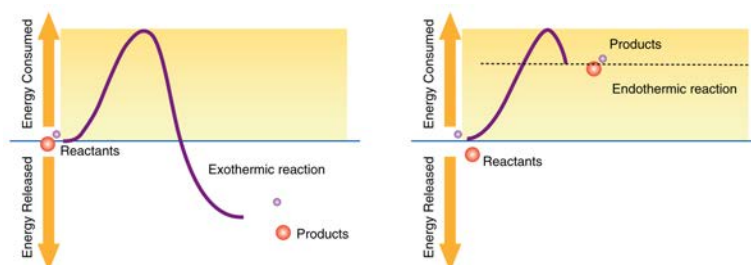 Energy Consumed
Energy Released
Reactants
Exothermic reaction
Products
Energy Consumed
Energy Released
Products
Endothermic reaction
Reactants